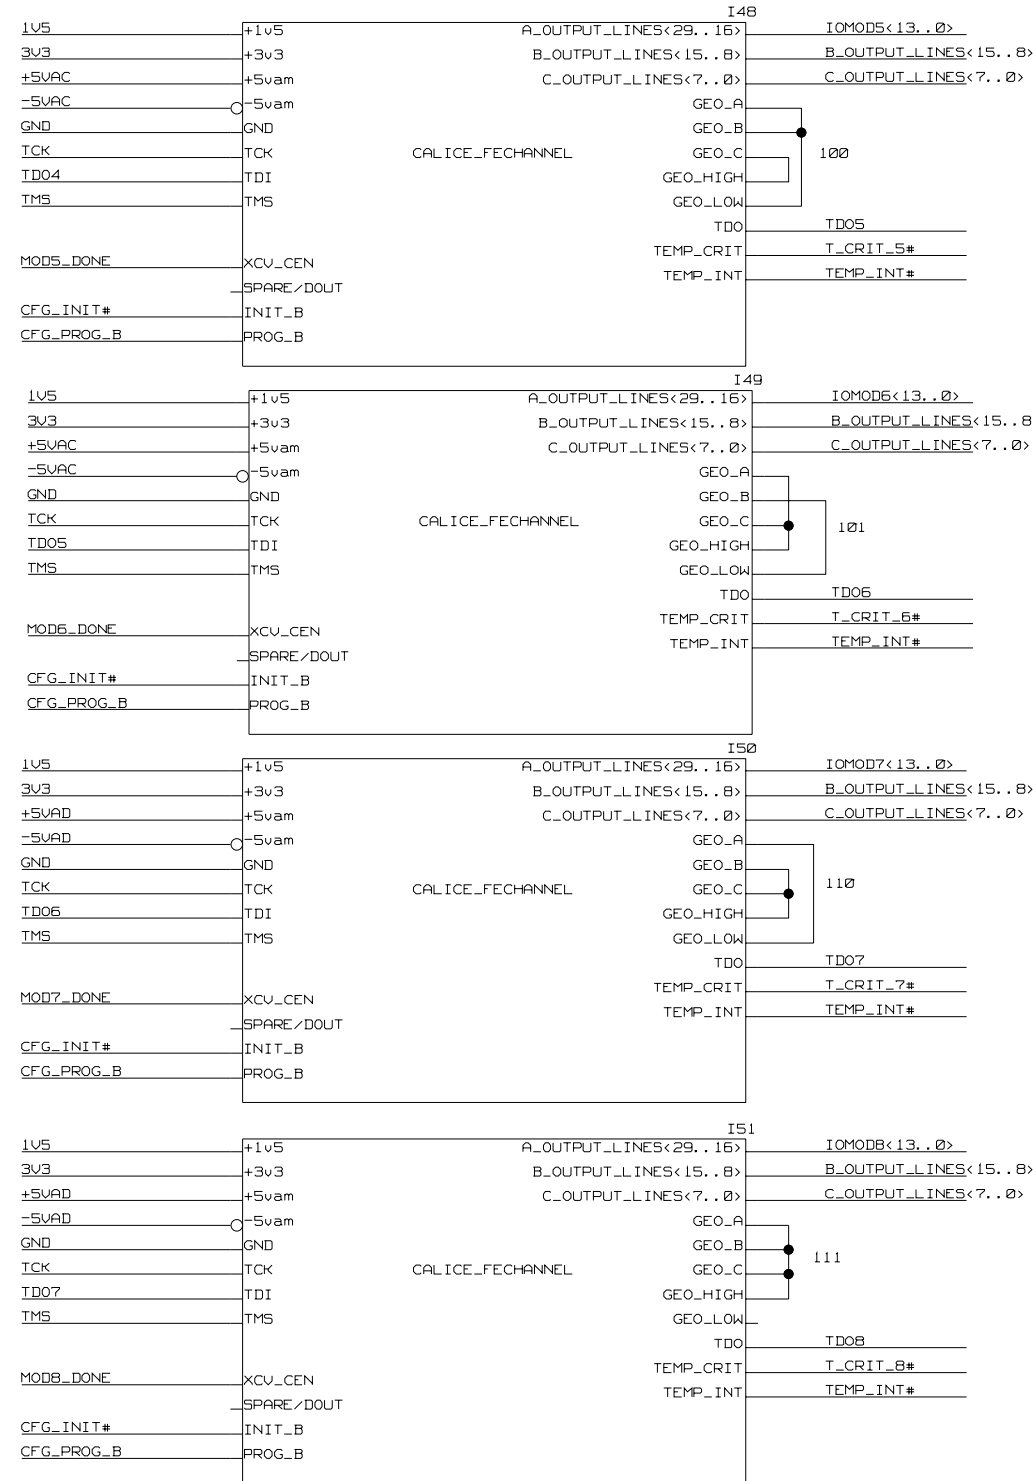 I48
1V5 +1v5 A_OUTPUT_LINES<29..16> IOMOD5<13..0>
3V3 +3v3 B_OUTPUT_LINES<15..8> B_OUTPUT_LINES<15..8>
+5VAC +5vam C_OUTPUT_LINES<7..0> C_OUTPUT_LINES<7..0>
-5VAC -5vam GEO_A
GND GND GEO_B
TCK TCK CALICE_FECHANNEL GEO_C 100
TDO4 TDI GEO_HIGH
TMS TMS GEO_LOW
TDO TDO5
TEMP_CRIT T_CRIT_5#
MOD5_DONE XCV_CEN TEMP_INT TEMP_INT#
SPARE/DOUT
CFG_INIT# INIT_B
CFG_PROG_B PROG_B
I49
1V5 +1v5 A_OUTPUT_LINES<29..16> IOMOD6<13..0>
3V3 +3v3 B_OUTPUT_LINES<15..8> B_OUTPUT_LINES<15..8
+5VAC +5vam C_OUTPUT_LINES<7..0> C_OUTPUT_LINES<7..0>
-5VAC -5vam GEO_A
GND GND GEO_B
TCK TCK CALICE_FECHANNEL GEO_C 101
TDO5 TDI GEO_HIGH
TMS TMS GEO_LOW
TDO TDO6
TEMP_CRIT T_CRIT_6#
MOD6_DONE XCV_CEN TEMP_INT TEMP_INT#
SPARE/DOUT
CFG_INIT# INIT_B
CFG_PROG_B PROG_B
I50
1V5 +1v5 A_OUTPUT_LINES<29..16> IOMOD7<13..0>
3V3 +3v3 B_OUTPUT_LINES<15..8> B_OUTPUT_LINES<15..8>
+5VAD +5vam C_OUTPUT_LINES<7..0> C_OUTPUT_LINES<7..0>
-5VAD -5vam GEO_A
GND GND GEO_B
TCK TCK CALICE_FECHANNEL GEO_C 110
TDO6 TDI GEO_HIGH
TMS TMS GEO_LOW
TDO TDO7
TEMP_CRIT T_CRIT_7#
MOD7_DONE XCV_CEN TEMP_INT TEMP_INT#
SPARE/DOUT
CFG_INIT# INIT_B
CFG_PROG_B PROG_B
I51
1V5 +1v5 A_OUTPUT_LINES<29..16> IOMOD8<13..0>
3V3 +3v3 B_OUTPUT_LINES<15..8> B_OUTPUT_LINES<15..8>
+5VAD +5vam C_OUTPUT_LINES<7..0> C_OUTPUT_LINES<7..0>
-5VAD -5vam GEO_A
GND GND GEO_B
TCK TCK CALICE_FECHANNEL GEO_C 111
TDO7 TDI GEO_HIGH
TMS TMS GEO_LOW
TDO TDO8
TEMP_CRIT T_CRIT_8#
MOD8_DONE XCV_CEN TEMP_INT TEMP_INT#
SPARE/DOUT
CFG_INIT# INIT_B
CFG_PROG_B PROG_B